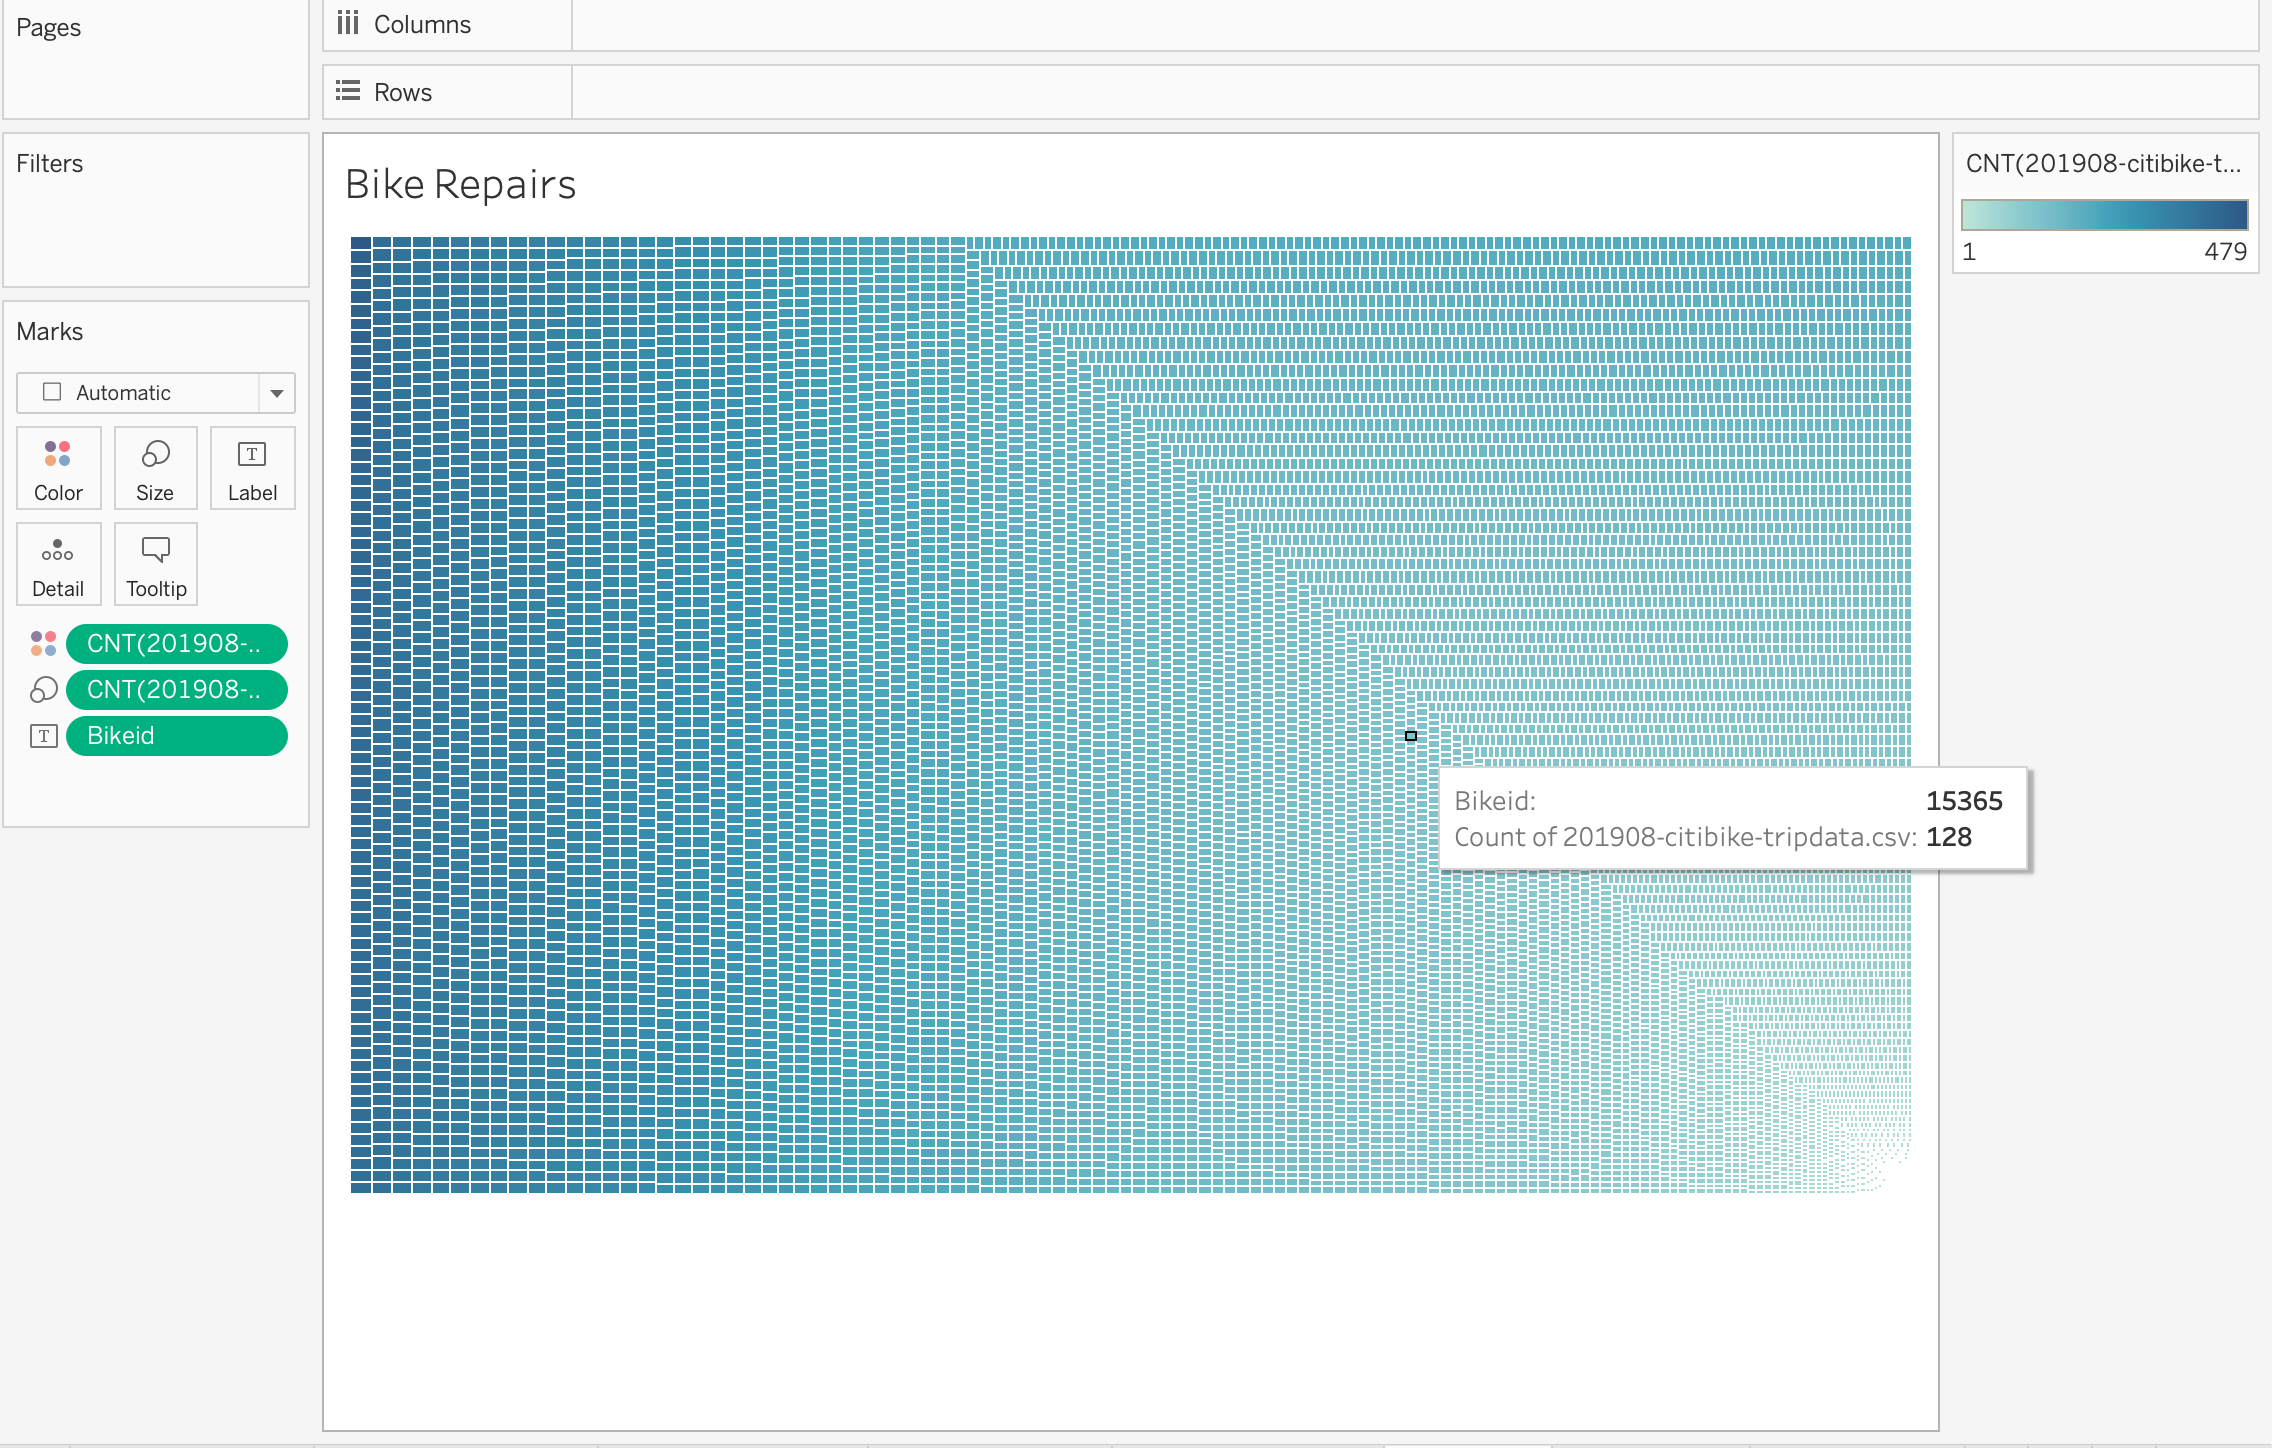 Pages
Columns
Rows
Filters
Bike Repairs
CNT(201908-citibike-t...
1 479
Marks
Automatic
Color Size T Label
Detail Tooltip
CNT(201908-..
CNT(201908-..
T Bikeid
Bikeid: 15365
Count of 201908-citibike-tripdata.csv: 128